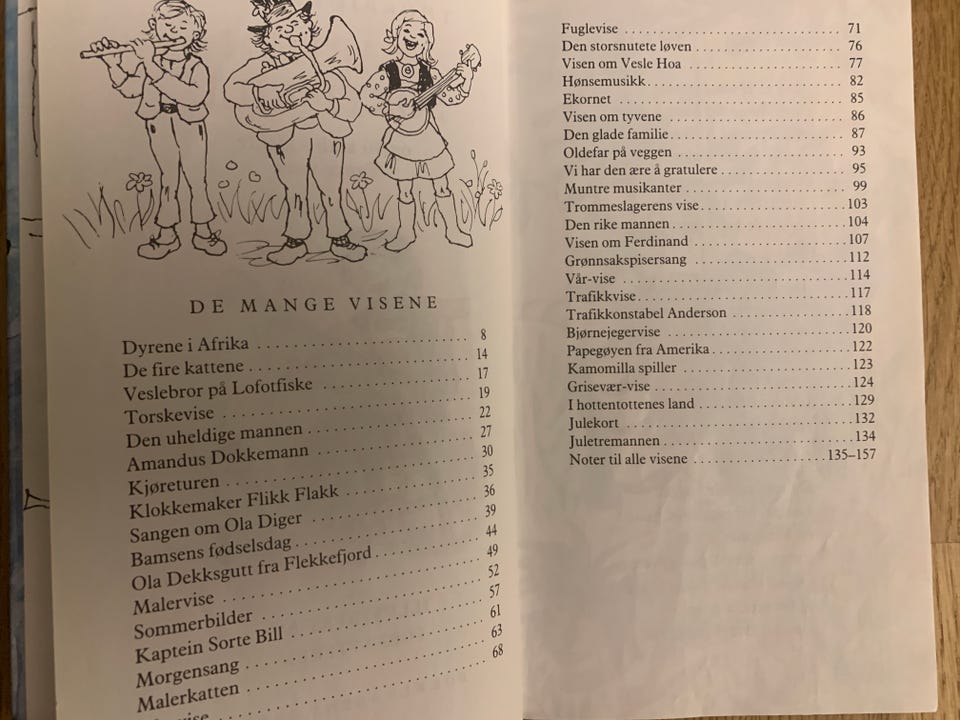 DE MANGE VISENE
Dyrene i Afrika ........................ 8
De fire kattene ........................ 14
Veslebror på Lofotfiske ................ 17
Torskevise ............................. 19
Den uheldige mannen .................... 22
Amandus Dokkemann ...................... 27
Kjøreturen ............................. 30
Klokkemaker Flikk Flakk ................ 35
Sangen om Ola Diger .................... 36
Bamsens fødselsdag ..................... 39
Ola Dekksgutt fra Flekkefjord .......... 44
Malervise .............................. 49
Sommerbilder ........................... 52
Kaptein Sorte Bill ..................... 57
Morgensang ............................. 61
Malerkatten ............................ 63
68
Fuglevise .............................. 71
Den storsnutete løven .................. 76
Visen om Vesle Hoa ..................... 77
Hønsemusikk ............................ 82
Ekornet ................................ 85
Visen om tyvene ........................ 86
Den glade familie ...................... 87
Oldefar på veggen ...................... 93
Vi har den ære å gratulere ............. 95
Muntre musikanter ...................... 99
Trommeslagerens vise ................... 103
Den rike mannen ........................ 104
Visen om Ferdinand ..................... 107
Grønnsakspisersang ..................... 112
Vår-vise ............................... 114
Trafikkvise ............................ 117
Trafikkonstabel Anderson ............... 118
Bjørnejegervise ........................ 120
Papegøyen fra Amerika .................. 122
Kamomilla spiller ...................... 123
Grisevær-vise .......................... 124
I hottentottenes land .................. 129
Julekort ............................... 132
Juletremannen .......................... 134
Noter til alle visene .................. 135–157